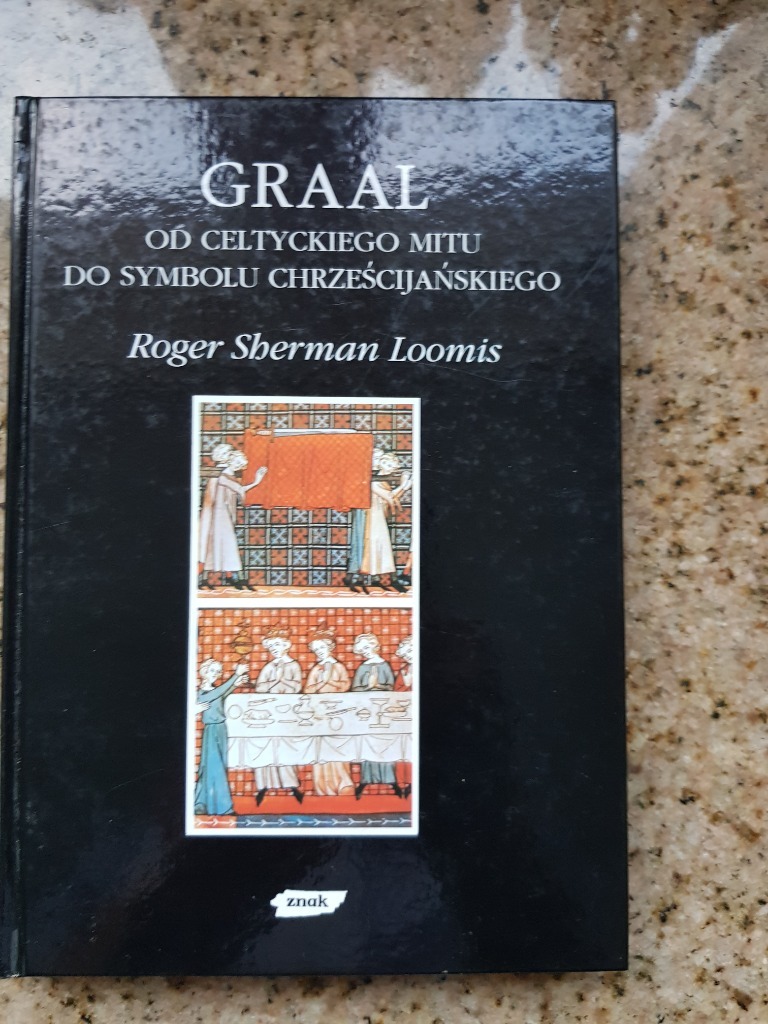 GRAAL
OD CELTYCKIEGO MITU
DO SYMBOLU CHRZEŚCIJAŃSKIEGO
Roger Sherman Loomis
znak